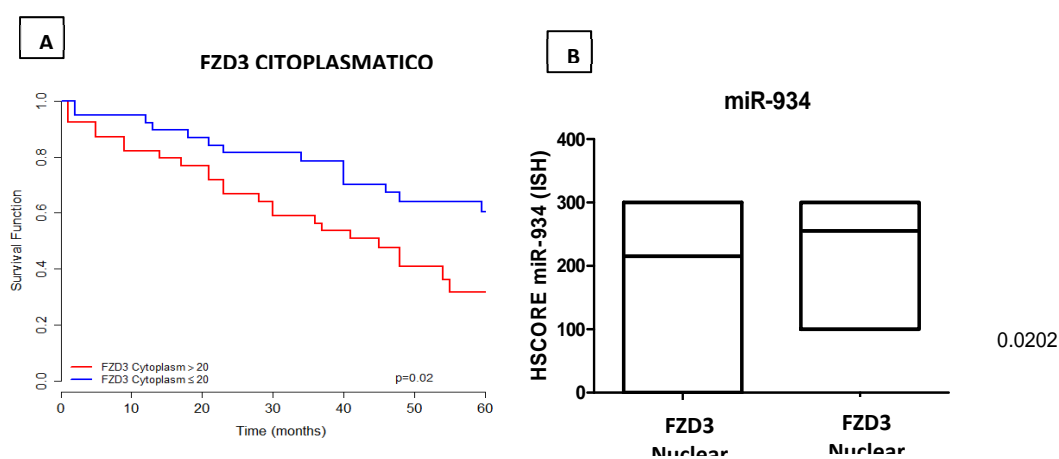 A
FZD3 CITOPLASMATICO
Survival Function
1.0
0.8
0.6
0.4
0.2
0.0
FZD3 Cytoplasm > 20
FZD3 Cytoplasm ≤ 20
p=0.02
0 10 20 30 40 50 60
Time (months)
B
miR-934
HSCORE miR-934 (ISH)
400
300
200
100
0
0.0202
FZD3 FZD3
Nuclear Nuclear